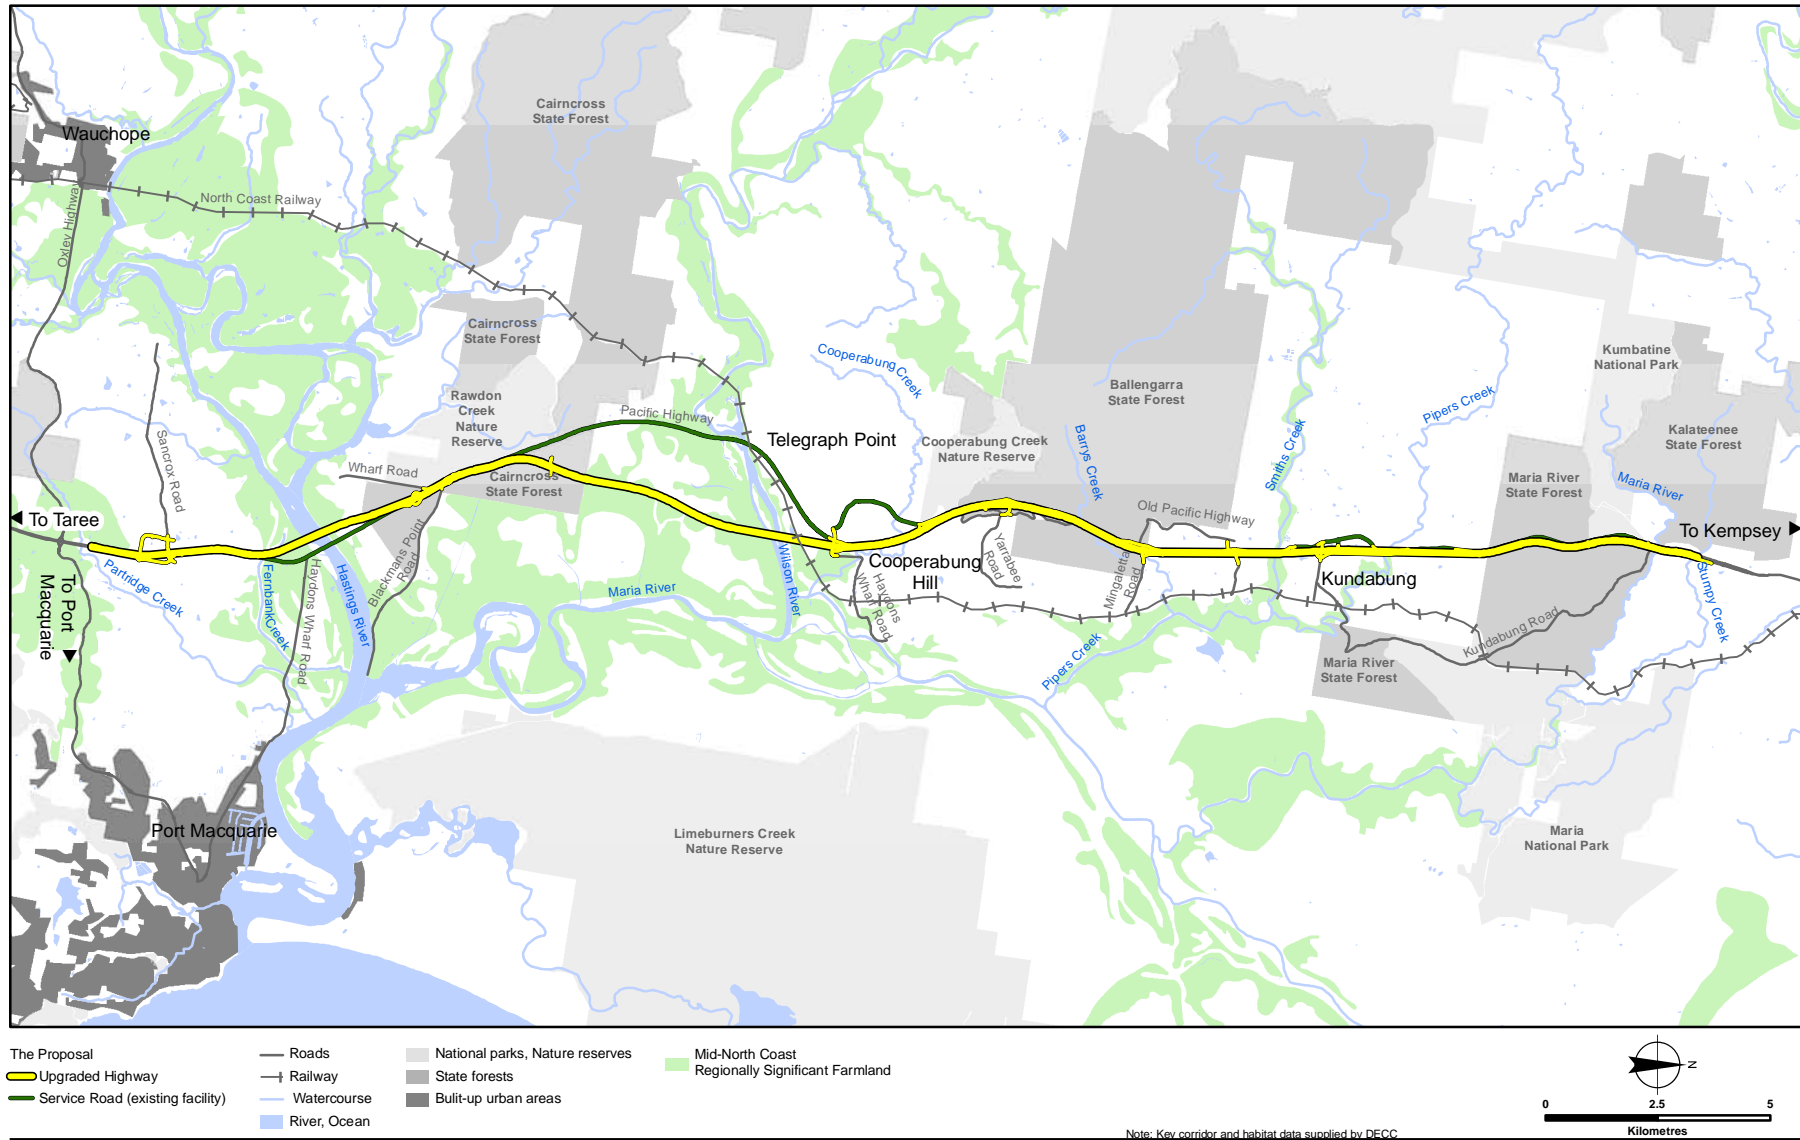 Cairncross
State Forest
Wauchope
North Coast Railway
Oxley Highway
Cairncross
State Forest
Cooperabung Creek
Kumbatine
National Park
Ballengarra
State Forest
Rawdon
Creek
Nature
Reserve
Pacific Highway
Pipers Creek
Telegraph Point
Cooperabung Creek
Nature Reserve
Barrys Creek
Smiths Creek
Kalateenee
State Forest
Sancrox Road
Wharf Road
Cairncross
State Forest
Maria River
State Forest
Maria River
To Taree
Old Pacific Highway
To Kempsey
Partridge Creek
To Port
Macquarie
Fernbank Creek
Haydons Wharf Road
Hastings River
Blackmans Point
Road
Maria River
Wilson River
Cooperabung
Hill
Haydons
Wharf Road
Yarrabee
Road
Mingaletta
Road
Kundabung
Stumpy Creek
Kundabung Road
Pipers Creek
Maria River
State Forest
Port Macquarie
Limeburners Creek
Nature Reserve
Maria
National Park
The Proposal
Upgraded Highway
Service Road (existing facility)
Roads
Railway
Watercourse
River, Ocean
National parks, Nature reserves
State forests
Bulit-up urban areas
Mid-North Coast
Regionally Significant Farmland
N
0 2.5 5
Kilometres
Note: Key corridor and habitat data supplied by DECC